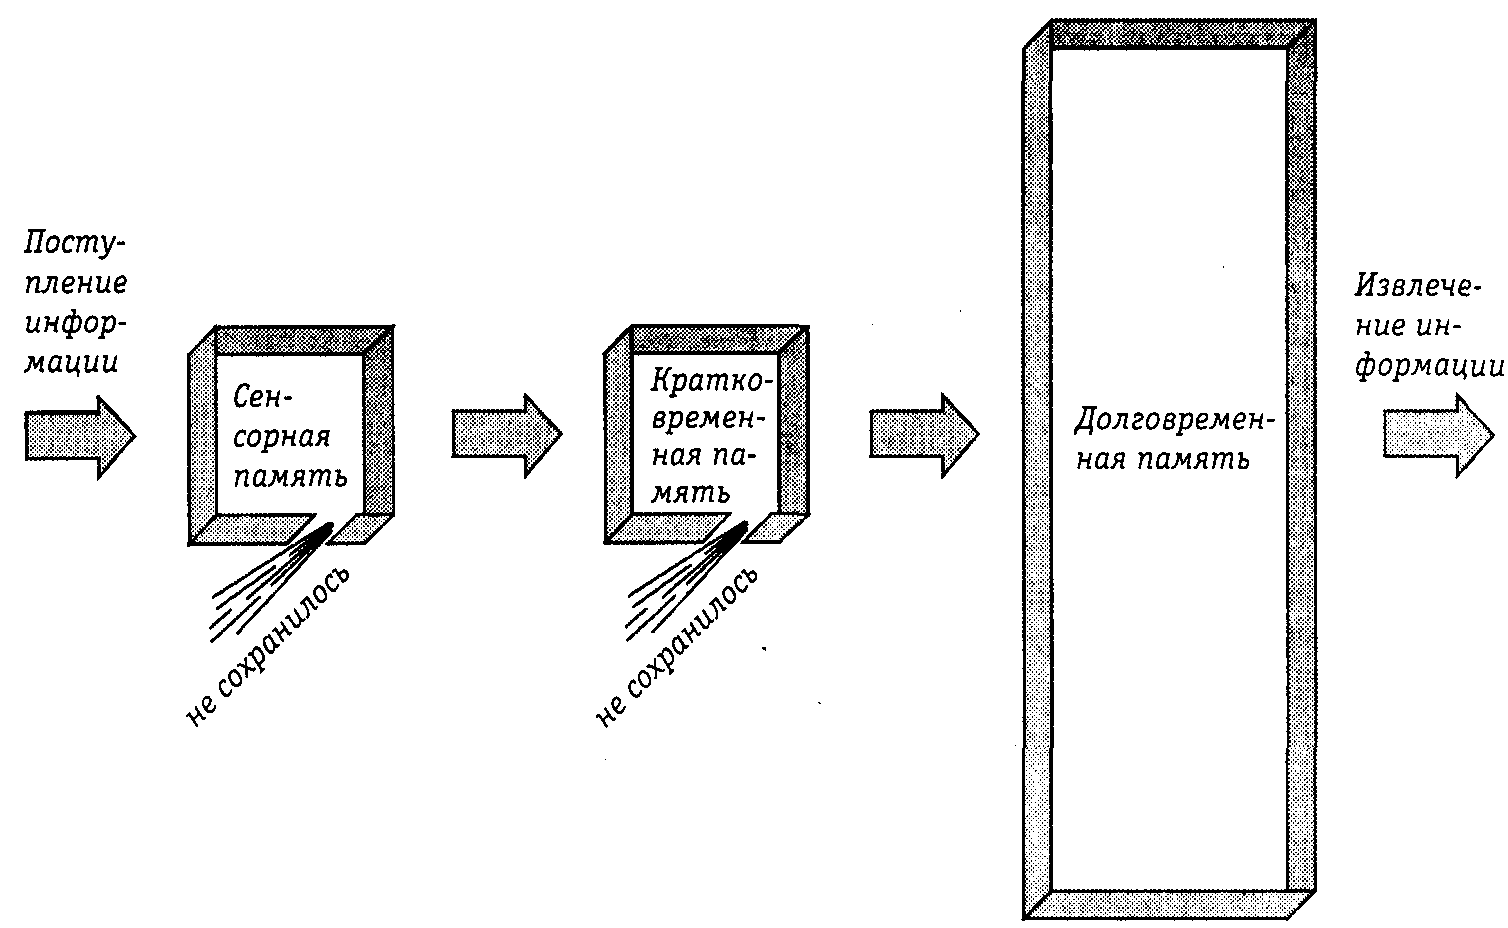 Посту-
пление
инфор-
мации
Сен-
сорная
память
не сохранилось
Кратко-
времен-
ная па-
мять
не сохранилось
Долговремен-
ная память
Извлече-
ние ин-
формации